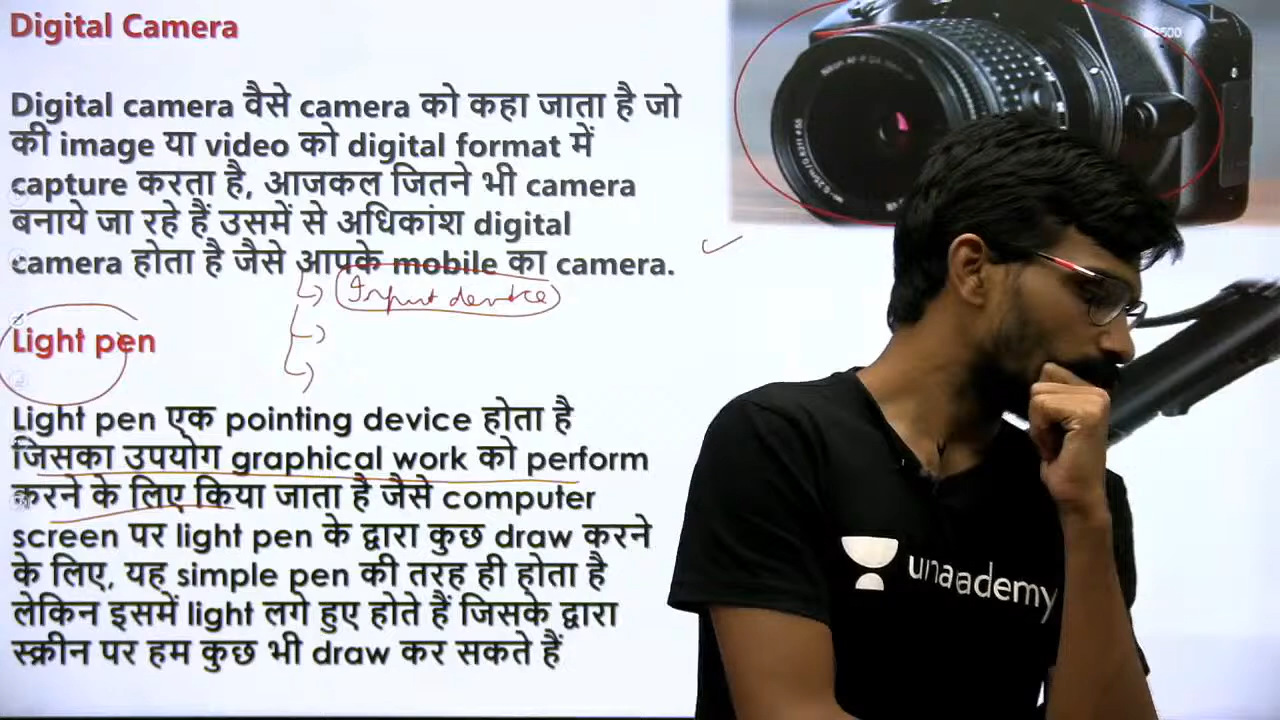 Digital Camera
Digital camera वैसे camera को कहा जाता है जो
की image या video को digital format में
capture करता है, आजकल जितने भी camera
बनाये जा रहे हैं उसमें से अधिकांश digital
camera होता है जैसे आपके mobile का camera.
Input device
Light pen
Light pen एक pointing device होता है
जिसका उपयोग graphical work को perform
करने के लिए किया जाता है जैसे computer
screen पर light pen के द्वारा कुछ draw करने
के लिए, यह simple pen की तरह ही होता है
लेकिन इसमें light लगे हुए होते हैं जिसके द्वारा
स्क्रीन पर हम कुछ भी draw कर सकते हैं
unacademy